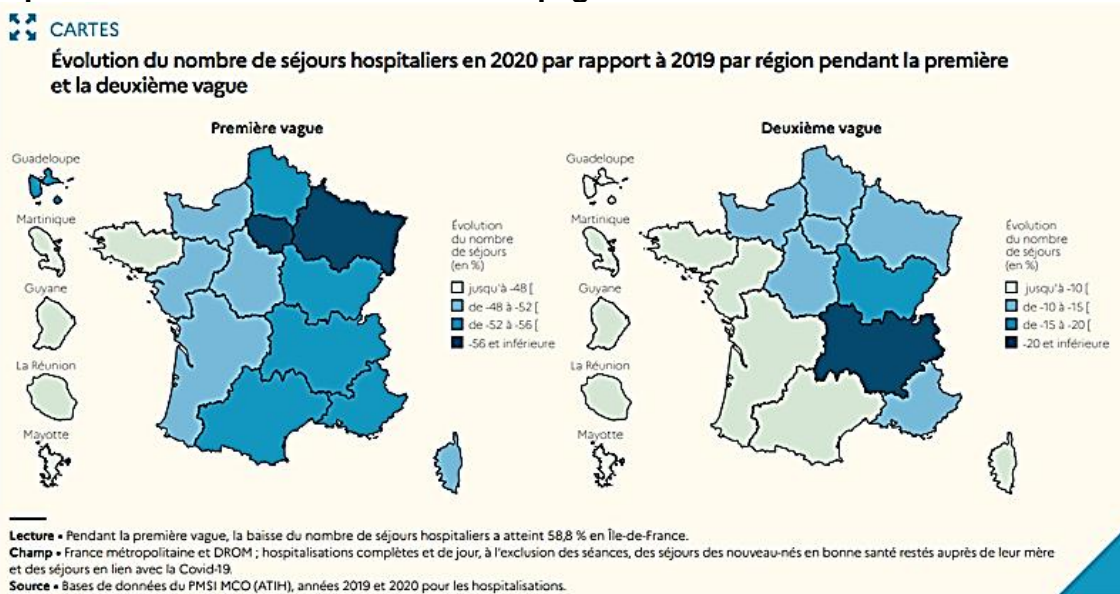 CARTES
Évolution du nombre de séjours hospitaliers en 2020 par rapport à 2019 par région pendant la première
et la deuxième vague
Première vague
Guadeloupe
Martinique
Guyane
La Réunion
Mayotte
Évolution
du nombre
de séjours
(en %)
jusqu'à -48 [
de -48 à -52 [
de -52 à -56 [
-56 et inférieure
Deuxième vague
Guadeloupe
Martinique
Guyane
La Réunion
Mayotte
Évolution
du nombre
de séjours
(en %)
jusqu'à -10 [
de -10 à -15 [
de -15 à -20 [
-20 et inférieure
Lecture • Pendant la première vague, la baisse du nombre de séjours hospitaliers a atteint 58,8 % en Île-de-France.
Champ • France métropolitaine et DROM ; hospitalisations complètes et de jour, à l'exclusion des séances, des séjours des nouveau-nés en bonne santé restés auprès de leur mère
et des séjours en lien avec la Covid-19.
Source • Bases de données du PMSI MCO (ATIH), années 2019 et 2020 pour les hospitalisations.